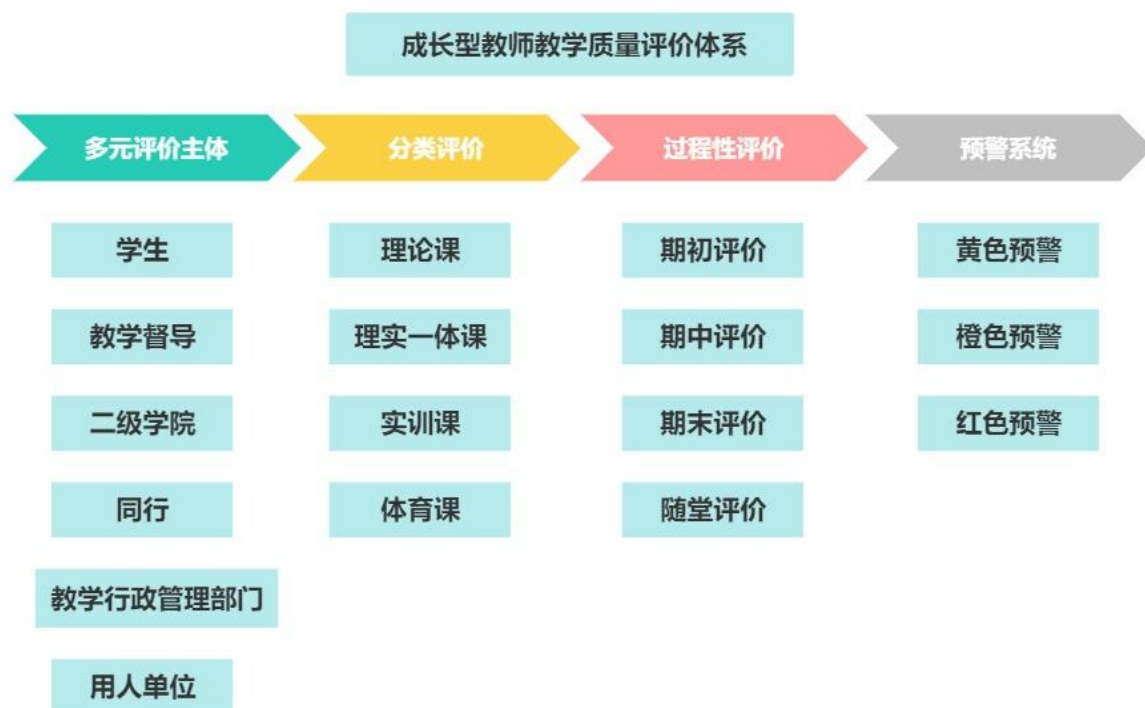 成长型教师教学质量评价体系
多元评价主体
分类评价
过程性评价
预警系统
学生
理论课
期初评价
黄色预警
教学督导
理实一体课
期中评价
橙色预警
二级学院
实训课
期末评价
红色预警
同行
体育课
随堂评价
教学行政管理部门
用人单位